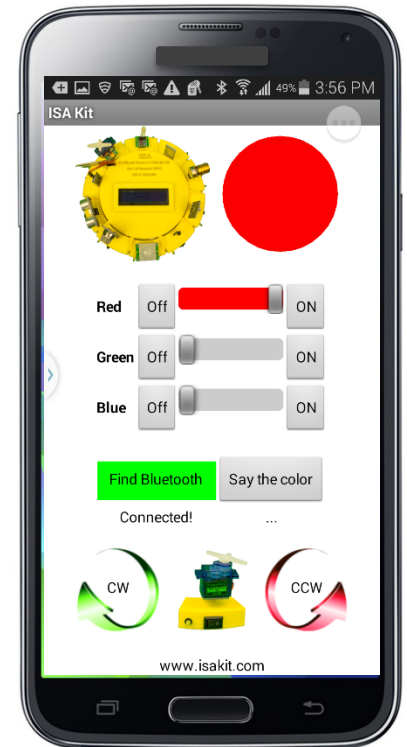 49% 3:56 PM
ISA Kit
ISA
Red Off ON
Green Off ON
Blue Off ON
Find Bluetooth Say the color
Connected! ...
CW CCW
www.isakit.com